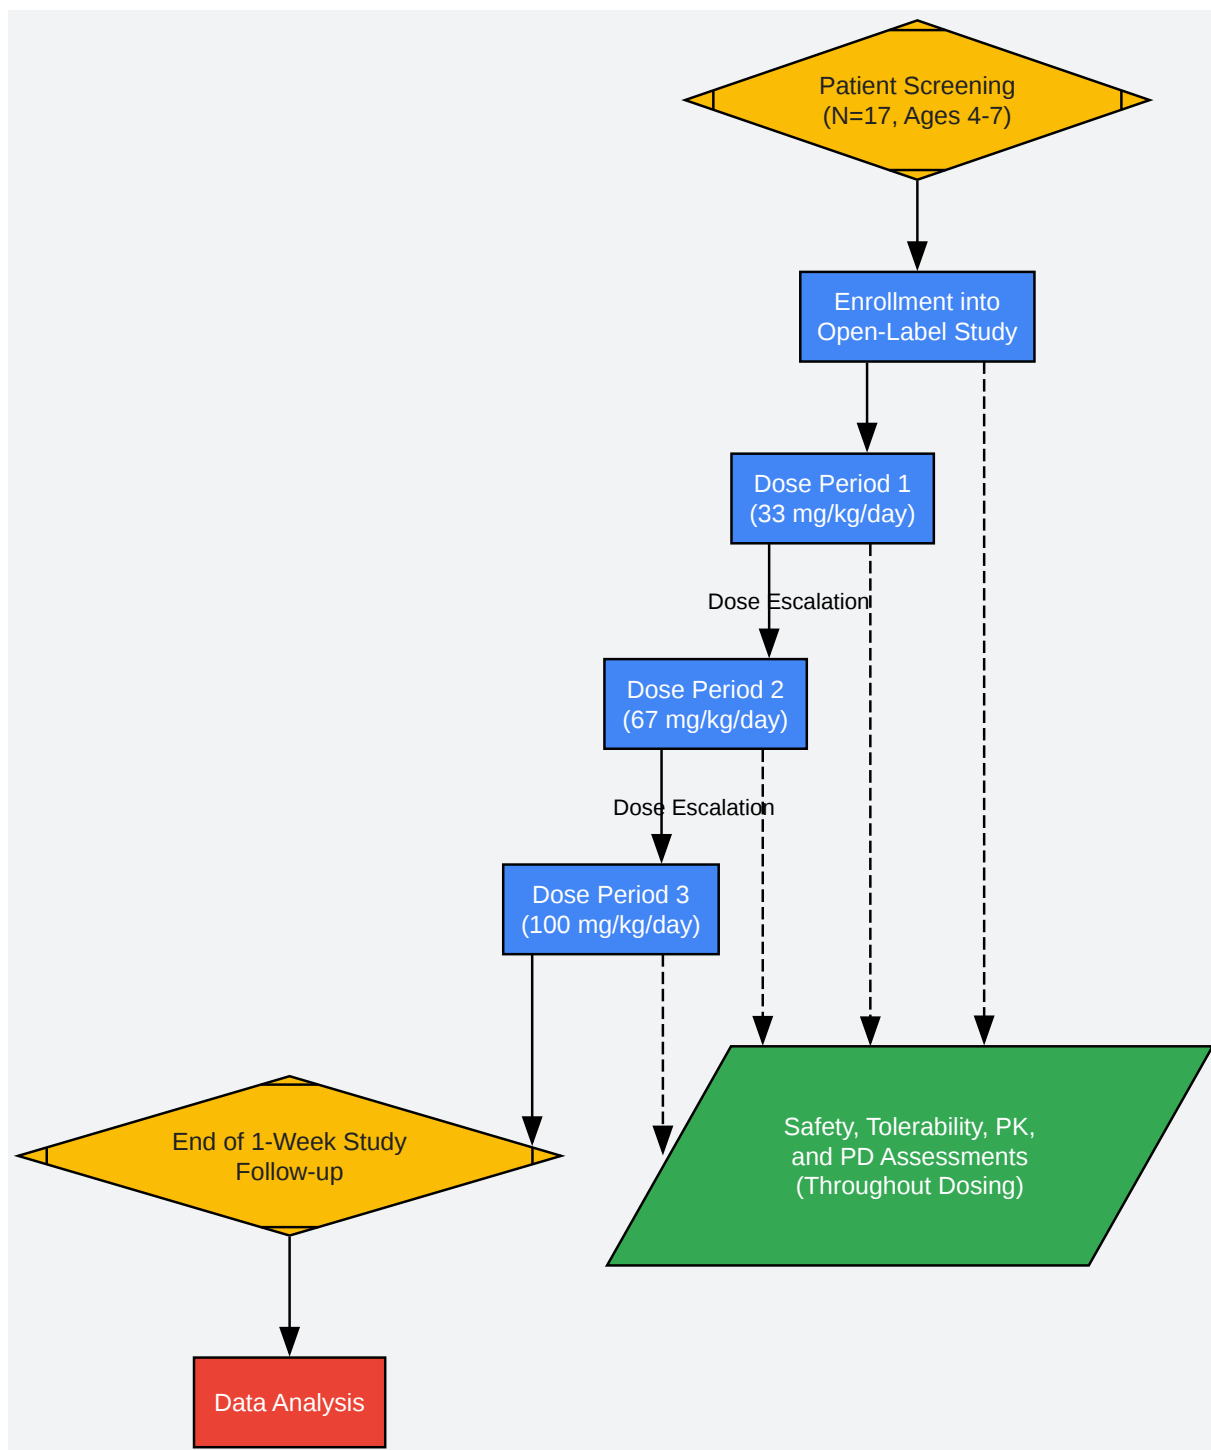 Patient Screening
(N=17, Ages 4-7)
Enrollment into
Open-Label Study
Dose Period 1
(33 mg/kg/day)
Dose Escalation
Dose Period 2
(67 mg/kg/day)
Dose Escalation
Dose Period 3
(100 mg/kg/day)
Safety, Tolerability, PK,
and PD Assessments
(Throughout Dosing)
End of 1-Week Study
Follow-up
Data Analysis